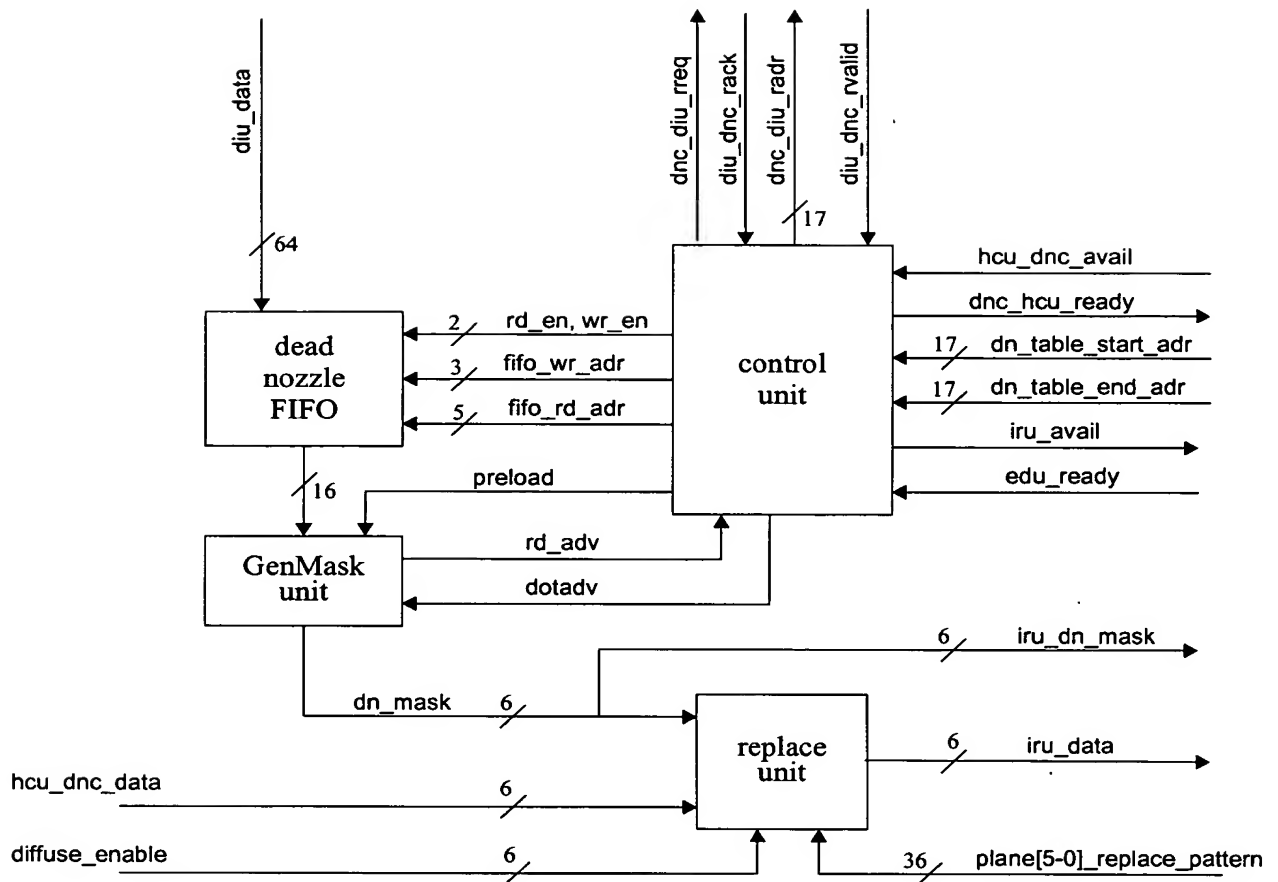 diu_data
dnc_diu_rreq
diu_dnc_rack
dnc_diu_radr
diu_dnc_rvalid
17
64
hcu_dnc_avail
dnc_hcu_ready
17 dn_table_start_adr
17 dn_table_end_adr
iru_avail
edu_ready
dead
nozzle
FIFO
2 rd_en, wr_en
3 fifo_wr_adr
5 fifo_rd_adr
control
unit
16
preload
GenMask
unit
rd_adv
dotadv
6 iru_dn_mask
dn_mask 6
replace
unit
6 iru_data
hcu_dnc_data 6
diffuse_enable 6
36 plane[5-0]_replace_pattern